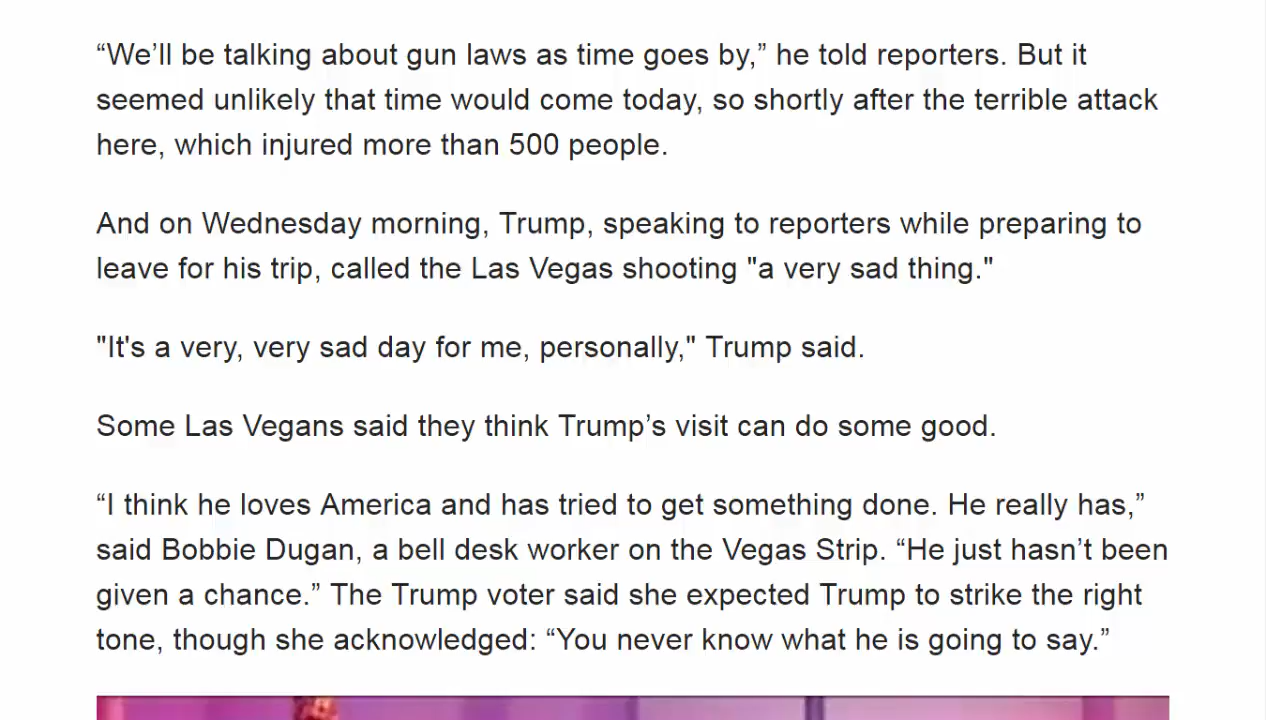 “We’ll be talking about gun laws as time goes by,” he told reporters. But it
seemed unlikely that time would come today, so shortly after the terrible attack
here, which injured more than 500 people.
And on Wednesday morning, Trump, speaking to reporters while preparing to
leave for his trip, called the Las Vegas shooting "a very sad thing."
"It's a very, very sad day for me, personally," Trump said.
Some Las Vegans said they think Trump’s visit can do some good.
“I think he loves America and has tried to get something done. He really has,”
said Bobbie Dugan, a bell desk worker on the Vegas Strip. “He just hasn’t been
given a chance.” The Trump voter said she expected Trump to strike the right
tone, though she acknowledged: “You never know what he is going to say.”